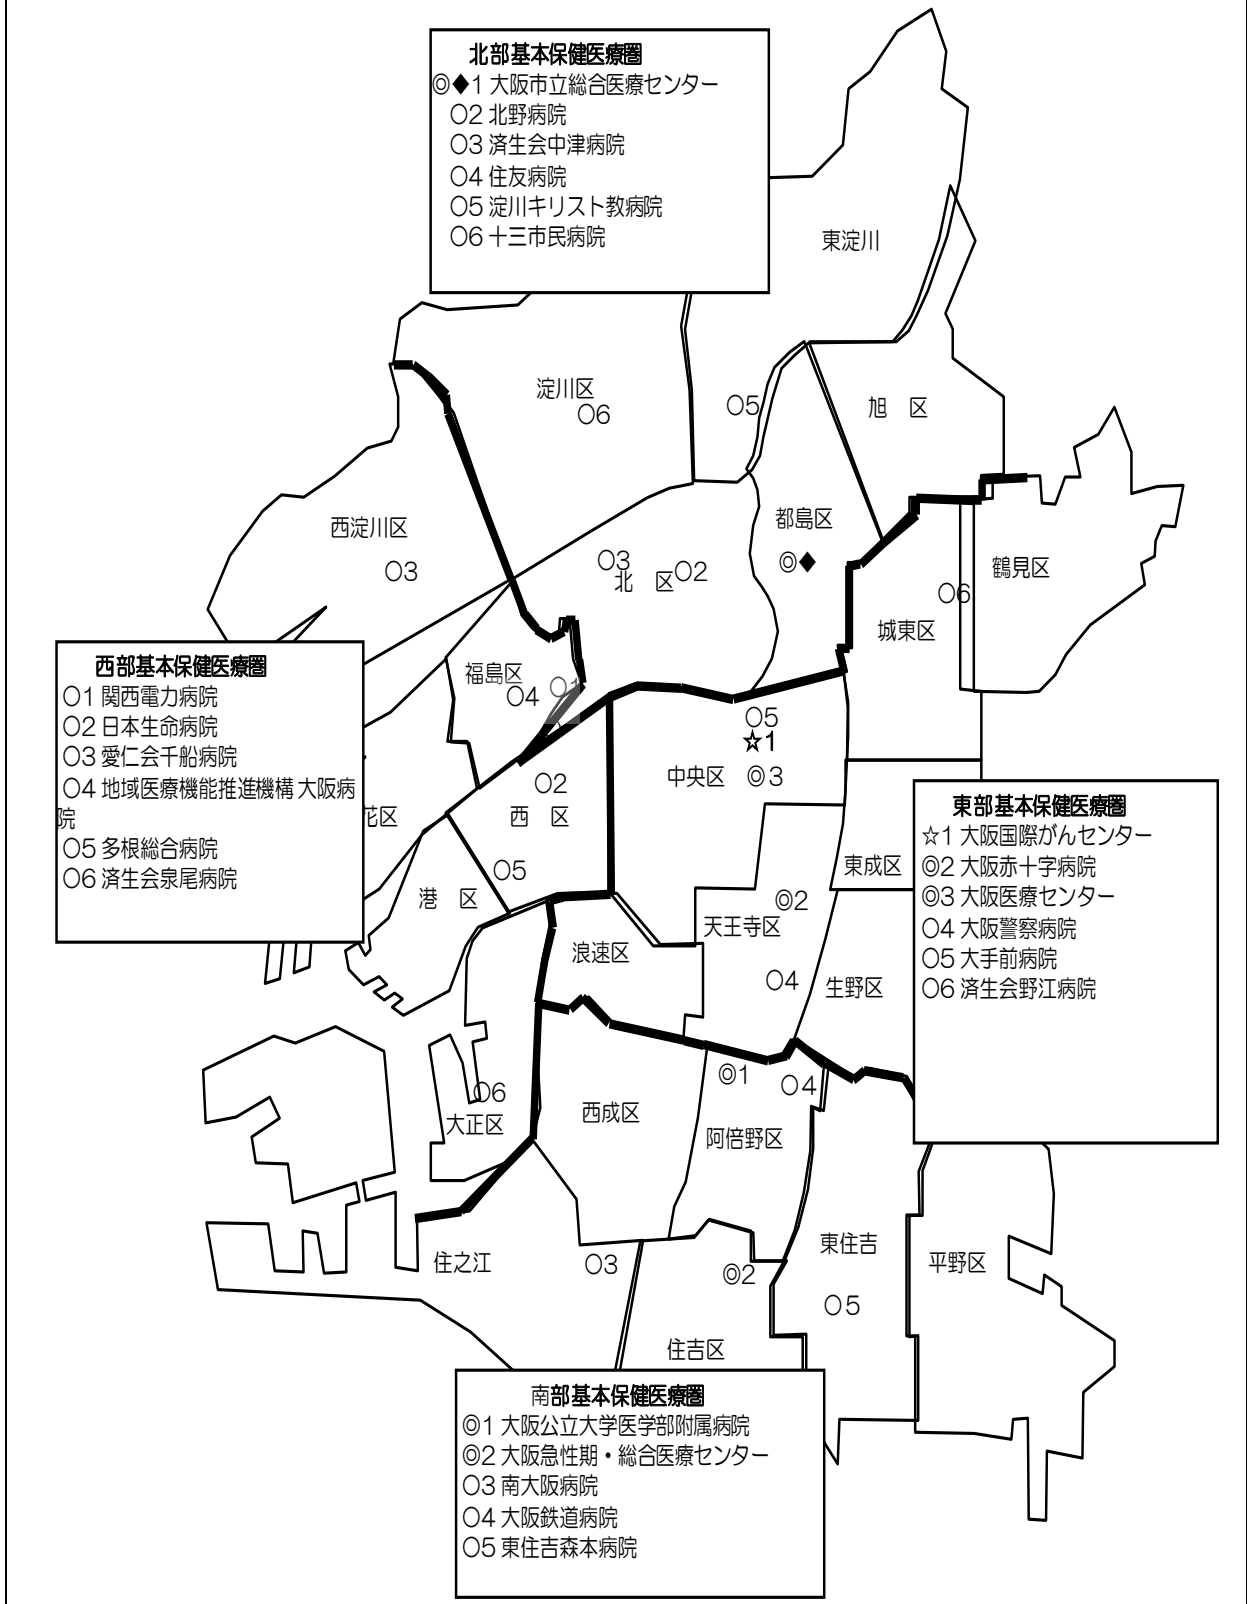 北部基本保健医療圏
◎◆1 大阪市立総合医療センター
○2 北野病院
○3 済生会中津病院
○4 住友病院
○5 淀川キリスト教病院
○6 十三市民病院
東淀川
淀川区
○6
○5
旭 区
西淀川区
○3
都島区
◎◆
○3
北 区
○2
鶴見区
○6
城東区
西部基本保健医療圏
○1 関西電力病院
○2 日本生命病院
○3 愛仁会千船病院
○4 地域医療機能推進機構 大阪病
院
○5 多根総合病院
○6 済生会泉尾病院
福島区
○4
○1
○5
☆1
中央区
◎3
○2
西 区
○5
花区
港 区
東部基本保健医療圏
☆1 大阪国際がんセンター
◎2 大阪赤十字病院
◎3 大阪医療センター
○4 大阪警察病院
○5 大手前病院
○6 済生会野江病院
東成区
◎2
天王寺区
○4
浪速区
生野区
○6
大正区
西成区
◎1
○4
阿倍野区
住之江
○3
◎2
住吉区
東住吉
○5
平野区
南部基本保健医療圏
◎1 大阪公立大学医学部附属病院
◎2 大阪急性期・総合医療センター
○3 南大阪病院
○4 大阪鉄道病院
○5 東住吉森本病院